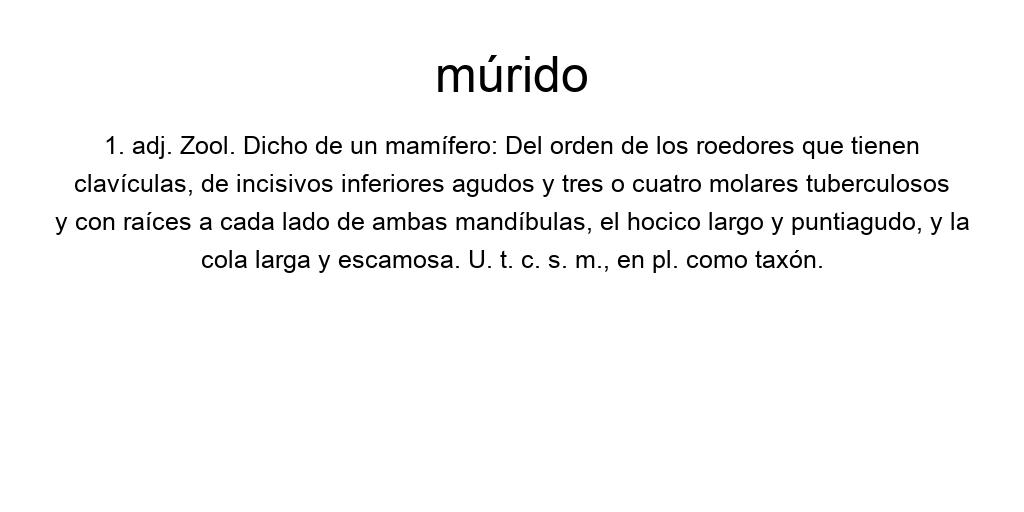 múrido
1. adj. Zool. Dicho de un mamífero: Del orden de los roedores que tienen
clavículas, de incisivos inferiores agudos y tres o cuatro molares tuberculosos
y con raíces a cada lado de ambas mandíbulas, el hocico largo y puntiagudo, y la
cola larga y escamosa. U. t. c. s. m., en pl. como taxón.